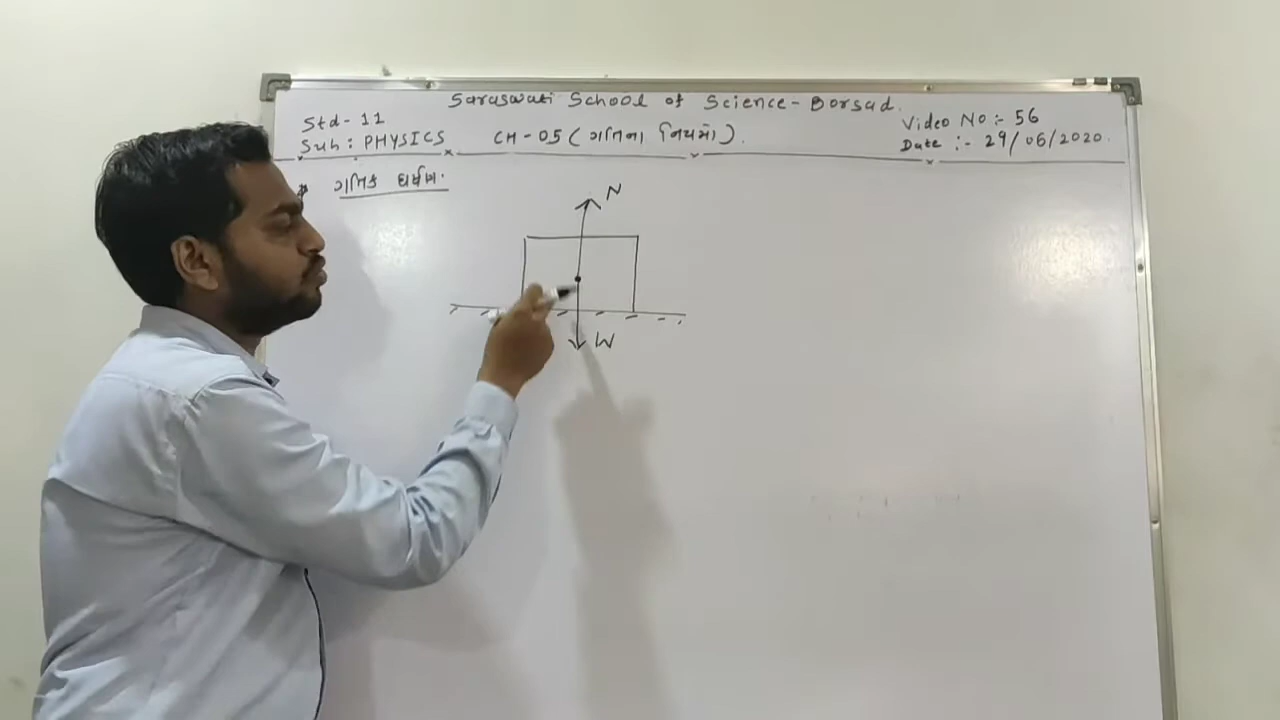 Saraswati School of Science - Borsad.
Std - 11
Sub : PHYSICS
CH - 05 ( ગતિના નિયમો ).
Video No :- 56
Date :- 29/06/2020.
* ગતિક ઘર્ષણ.
N
W